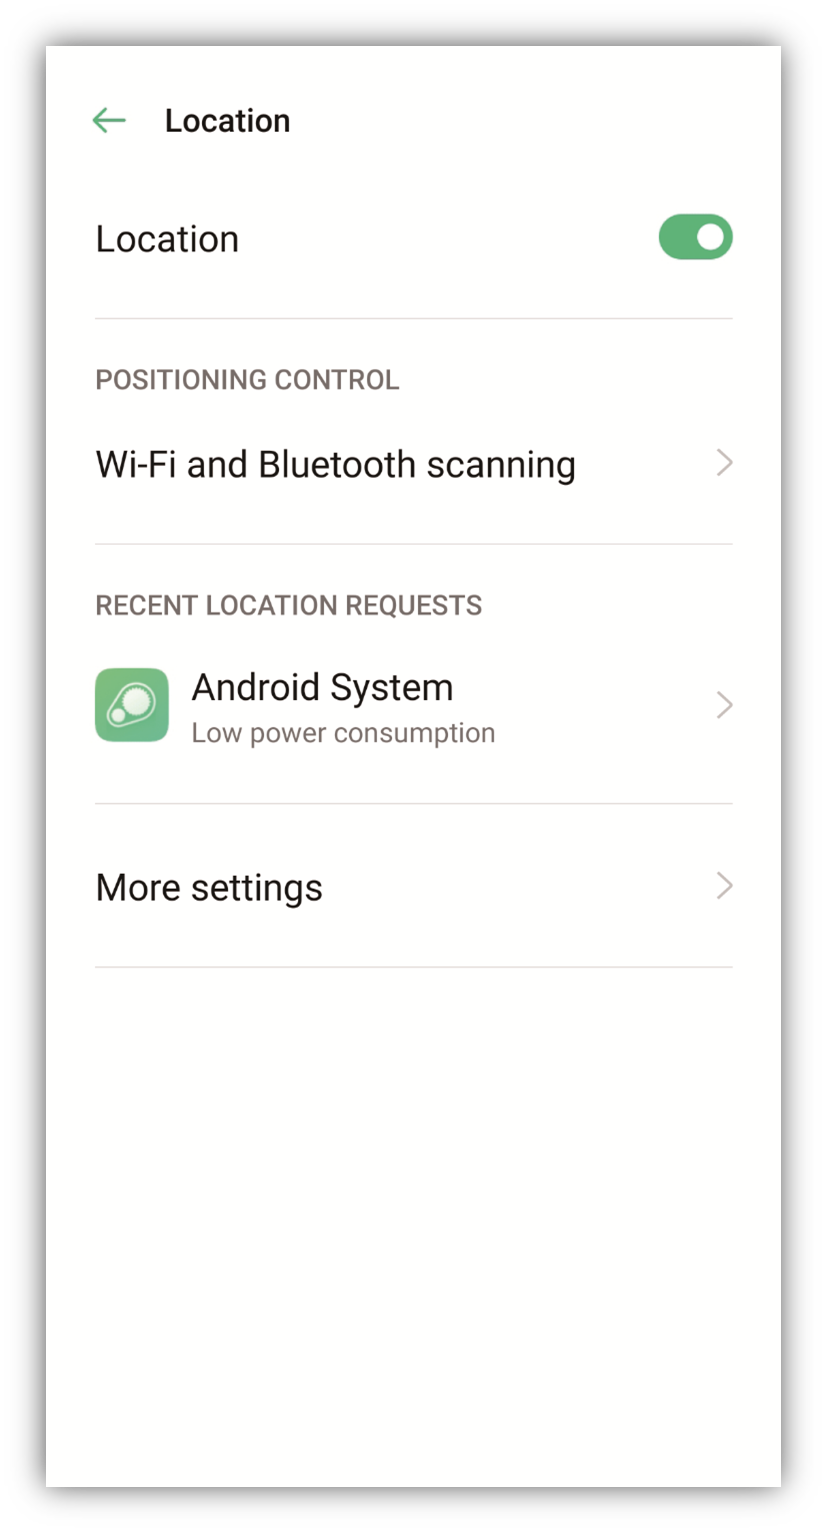 Location
Location
POSITIONING CONTROL
Wi-Fi and Bluetooth scanning
RECENT LOCATION REQUESTS
Android System
Low power consumption
More settings